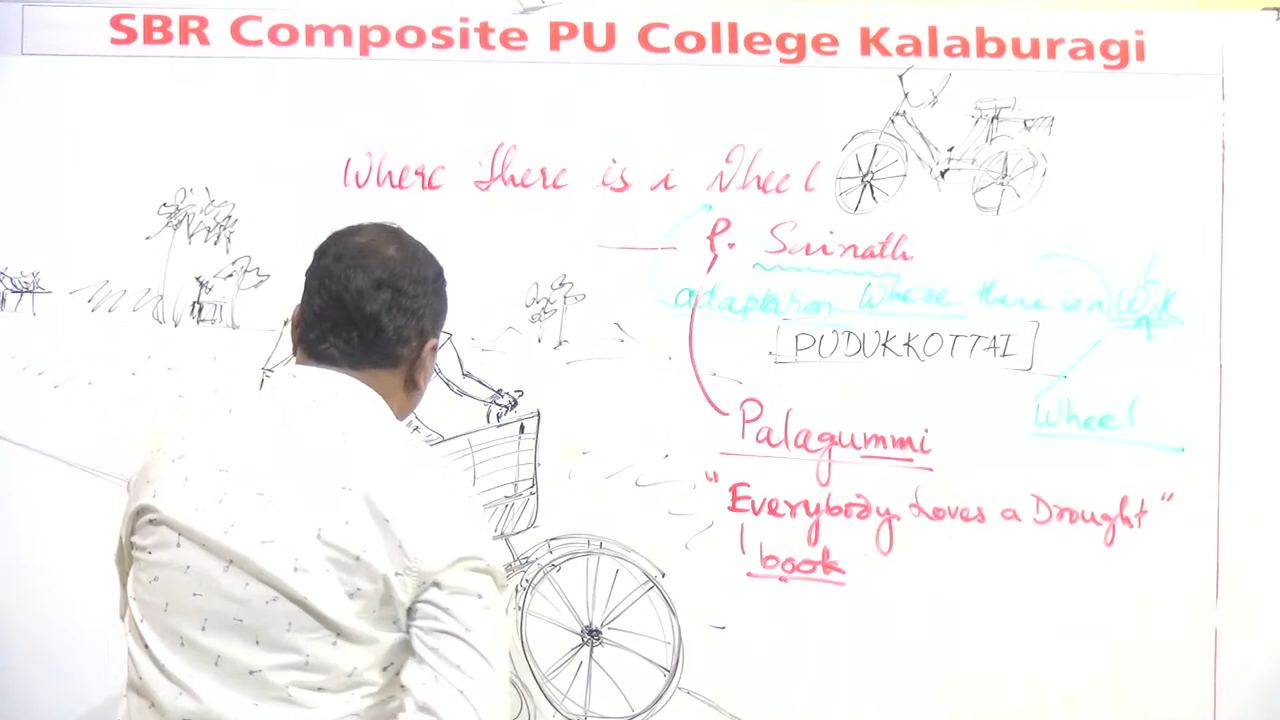 SBR Composite PU College Kalaburagi
Where there is a Wheel
P. Sainath
adaptation Where there is a
[PUDUKKOTTAI]
Wheel
Palagummi
"Everybody Loves a Drought"
book